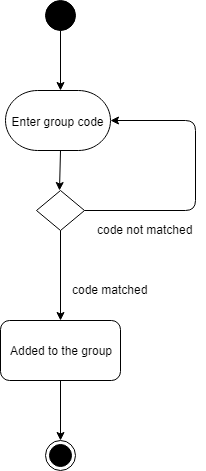 Enter group code
code not matched
code matched
Added to the group